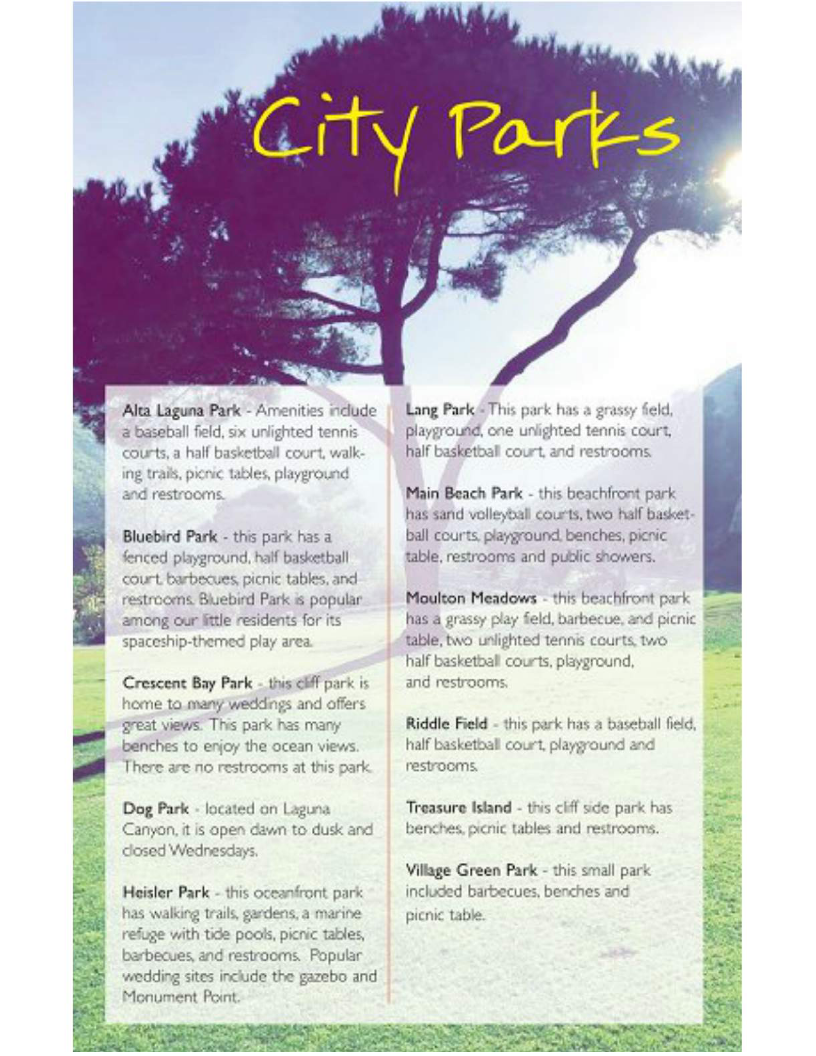 City Parks
Alta Laguna Park - Amenities include
a baseball field, six unlighted tennis
courts, a half basketball court, walk-
ing trails, picnic tables, playground
and restrooms.
Bluebird Park - this park has a
fenced playground, half basketball
court, barbecues, picnic tables, and
restrooms. Bluebird Park is popular
among our little residents for its
spaceship-themed play area.
Crescent Bay Park - this cliff park is
home to many weddings and offers
great views. This park has many
benches to enjoy the ocean views.
There are no restrooms at this park.
Dog Park - located on Laguna
Canyon, it is open dawn to dusk and
closed Wednesdays.
Heisler Park - this oceanfront park
has walking trails, gardens, a marine
refuge with tide pools, picnic tables,
barbecues, and restrooms. Popular
wedding sites include the gazebo and
Monument Point.
Lang Park - This park has a grassy field,
playground, one unlighted tennis court,
half basketball court, and restrooms.
Main Beach Park - this beachfront park
has sand volleyball courts, two half basket-
ball courts, playground, benches, picnic
table, restrooms and public showers.
Moulton Meadows - this beachfront park
has a grassy play field, barbecue, and picnic
table, two unlighted tennis courts, two
half basketball courts, playground,
and restrooms.
Riddle Field - this park has a baseball field,
half basketball court, playground and
restrooms.
Treasure Island - this cliff side park has
benches, picnic tables and restrooms.
Village Green Park - this small park
included barbecues, benches and
picnic table.